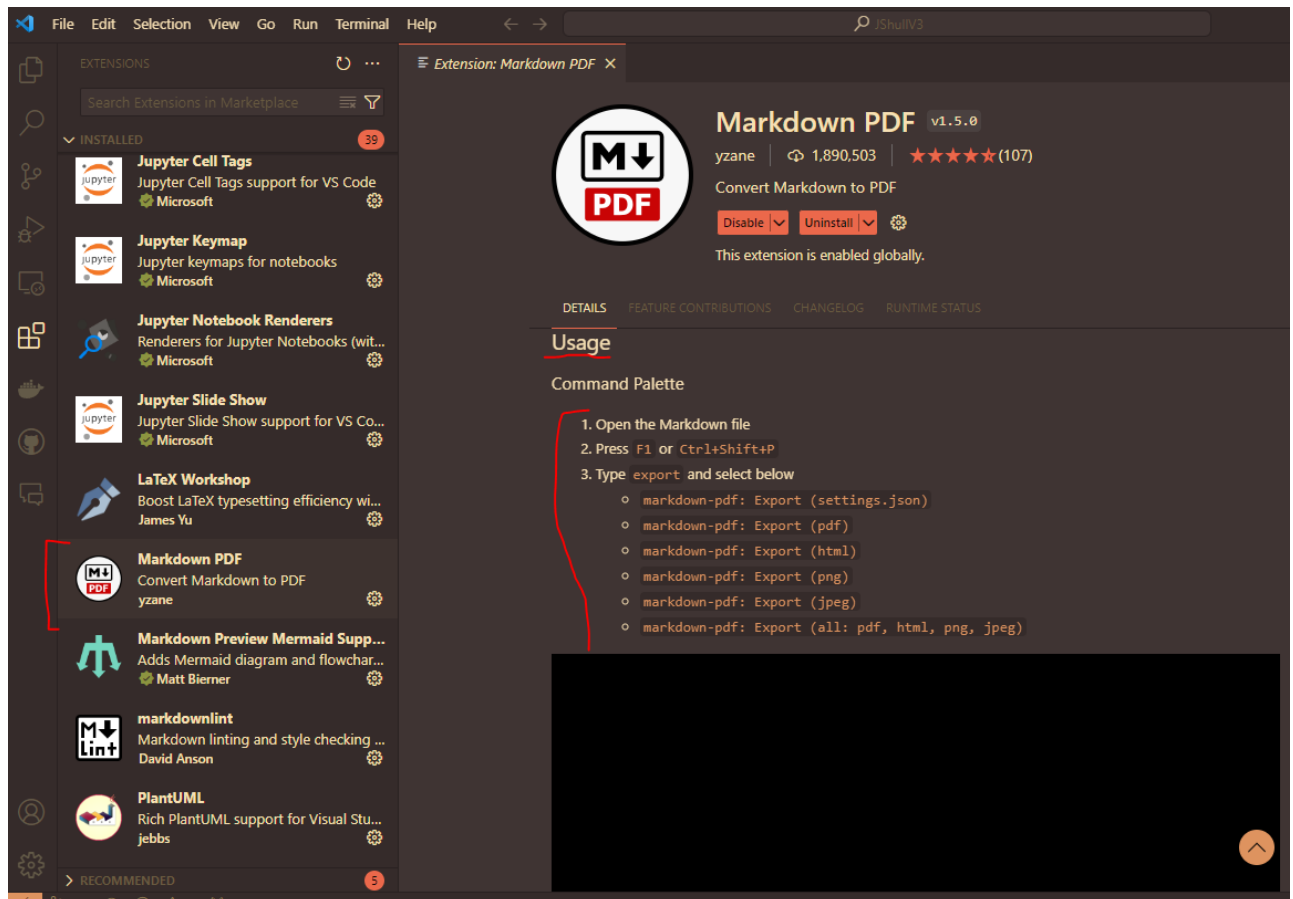 File Edit Selection View Go Run Terminal Help
JShullV3
EXTENSIONS
Search Extensions in Marketplace
INSTALLED 39
Jupyter Cell Tags
Jupyter Cell Tags support for VS Code
Microsoft
Jupyter Keymap
Jupyter keymaps for notebooks
Microsoft
Jupyter Notebook Renderers
Renderers for Jupyter Notebooks (wit...
Microsoft
Jupyter Slide Show
Jupyter Slide Show support for VS Co...
Microsoft
LaTeX Workshop
Boost LaTeX typesetting efficiency wi...
James Yu
Markdown PDF
Convert Markdown to PDF
yzane
Markdown Preview Mermaid Supp...
Adds Mermaid diagram and flowchar...
Matt Bierner
markdownlint
Markdown linting and style checking ...
David Anson
PlantUML
Rich PlantUML support for Visual Stu...
jebbs
RECOMMENDED 5
jupyter
jupyter
jupyter
M
PDF
M
Lint
Extension: Markdown PDF
M
PDF
Markdown PDF v1.5.0
yzane 1,890,503 (107)
Convert Markdown to PDF
Disable Uninstall
This extension is enabled globally.
DETAILS FEATURE CONTRIBUTIONS CHANGELOG RUNTIME STATUS
Usage
Command Palette
1. Open the Markdown file
2. Press F1 or Ctrl+Shift+P
3. Type export and select below
markdown-pdf: Export (settings.json)
markdown-pdf: Export (pdf)
markdown-pdf: Export (html)
markdown-pdf: Export (png)
markdown-pdf: Export (jpeg)
markdown-pdf: Export (all: pdf, html, png, jpeg)